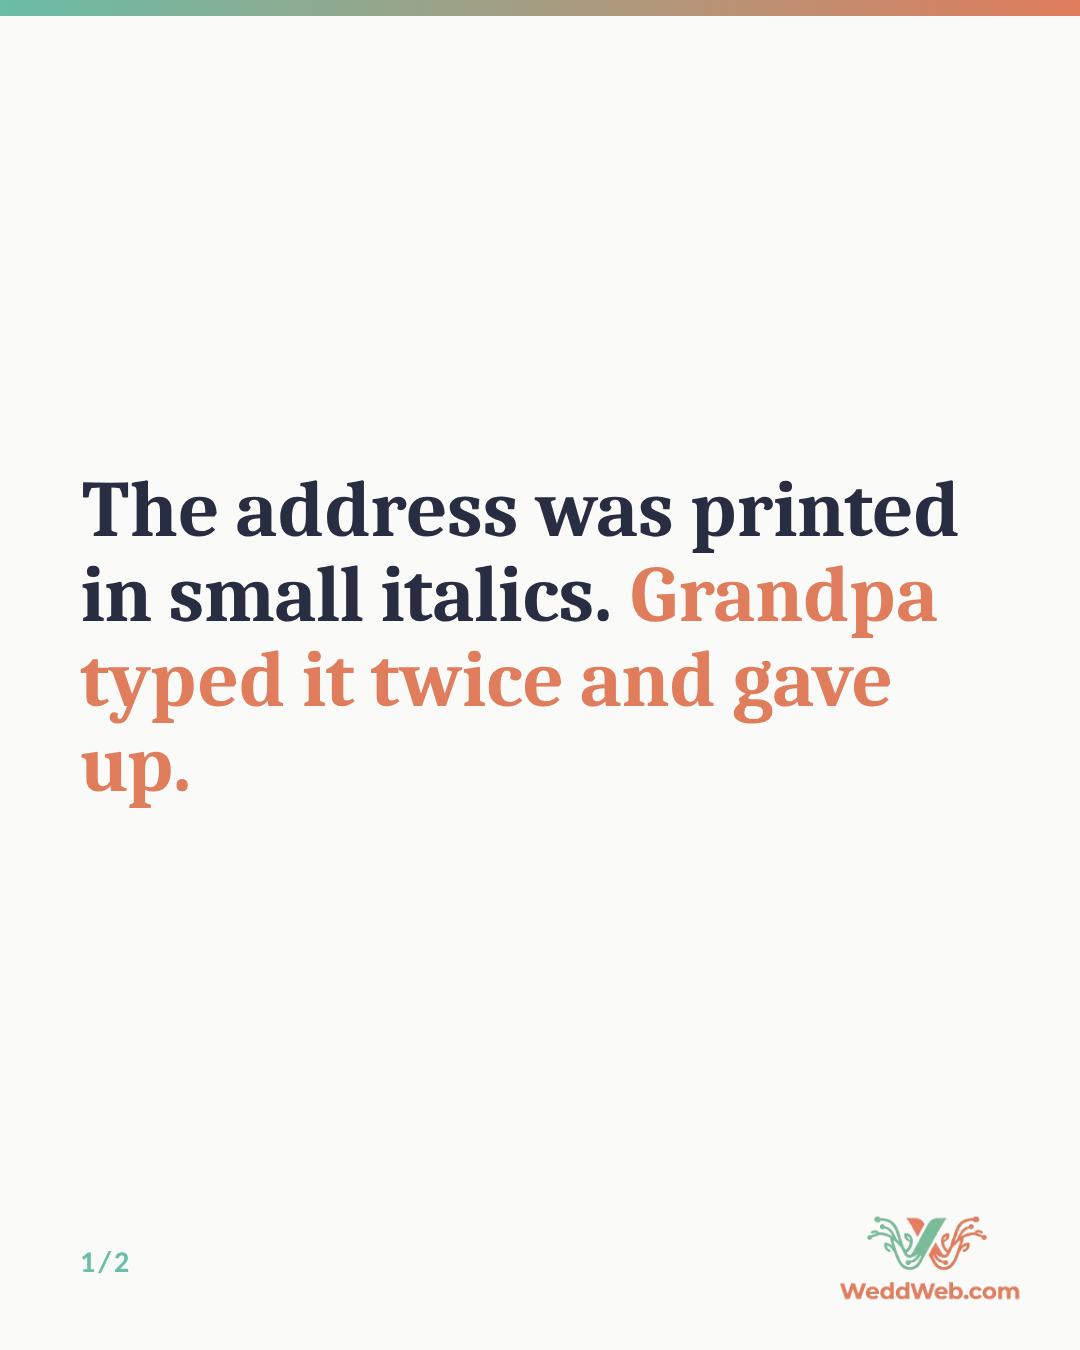 The address was printed
in small italics. Grandpa
typed it twice and gave
up.
1/2
WeddWeb.com